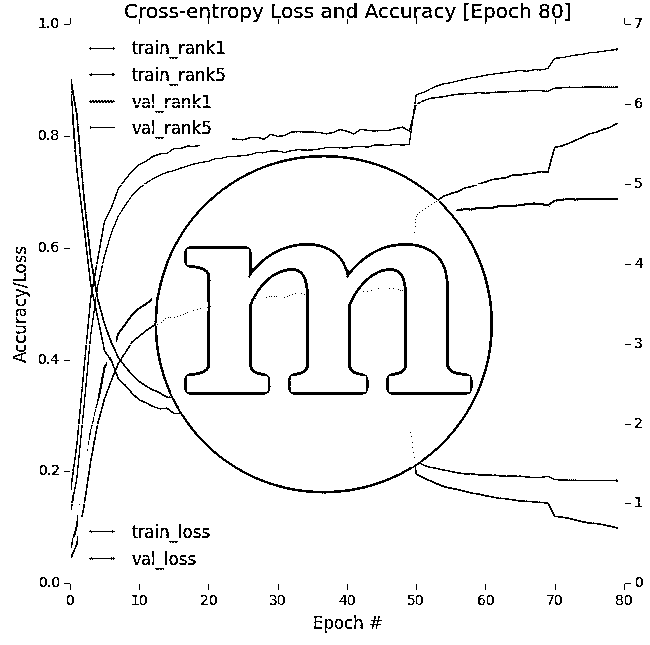 Cross-entropy Loss and Accuracy [Epoch 80]
1.0
0.8
0.6
0.4
0.2
0.0
Accuracy/Loss
train_rank1
train_rank5
val_rank1
val_rank5
m
train_loss
val_loss
7
6
5
4
3
2
1
0
0 10 20 30 40 50 60 70 80
Epoch #